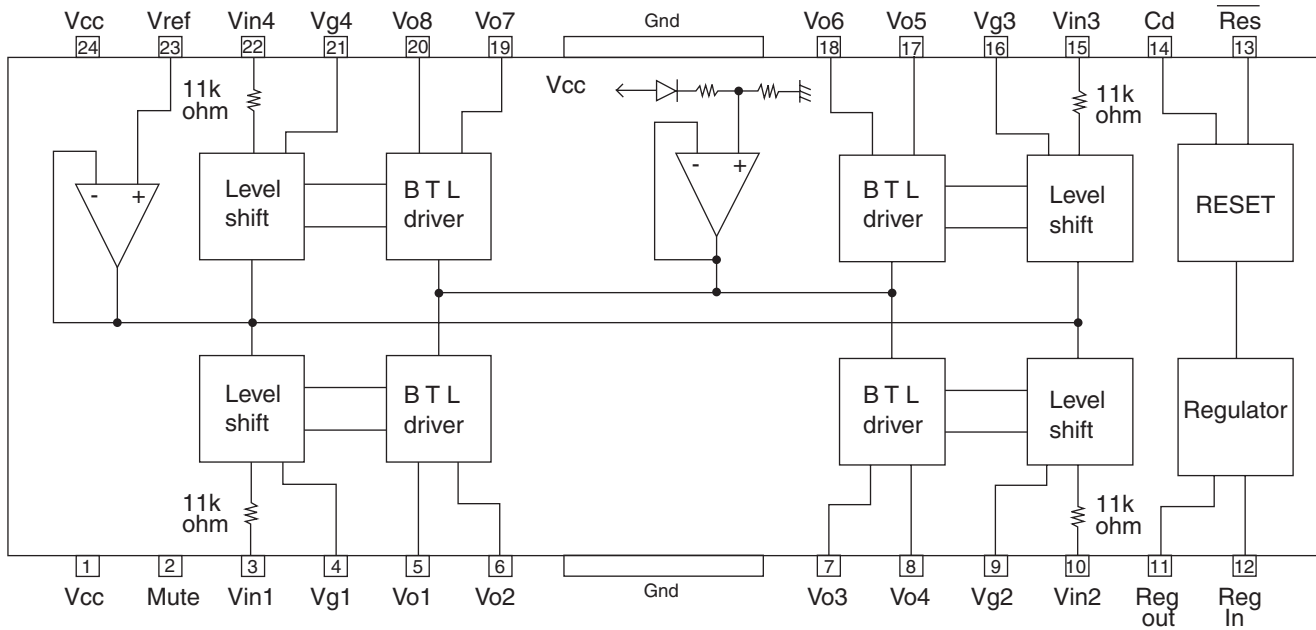 Vcc Vref Vin4 Vg4 Vo8 Vo7 Gnd Vo6 Vo5 Vg3 Vin3 Cd Res
24 23 22 21 20 19 18 17 16 15 14 13
Vcc
11k
ohm
11k
ohm
- +
Level
shift
B T L
driver
- +
B T L
driver
Level
shift
RESET
Level
shift
B T L
driver
B T L
driver
Level
shift
Regulator
11k
ohm
11k
ohm
1 2 3 4 5 6 7 8 9 10 11 12
Vcc Mute Vin1 Vg1 Vo1 Vo2 Gnd Vo3 Vo4 Vg2 Vin2 Reg
out
Reg
In